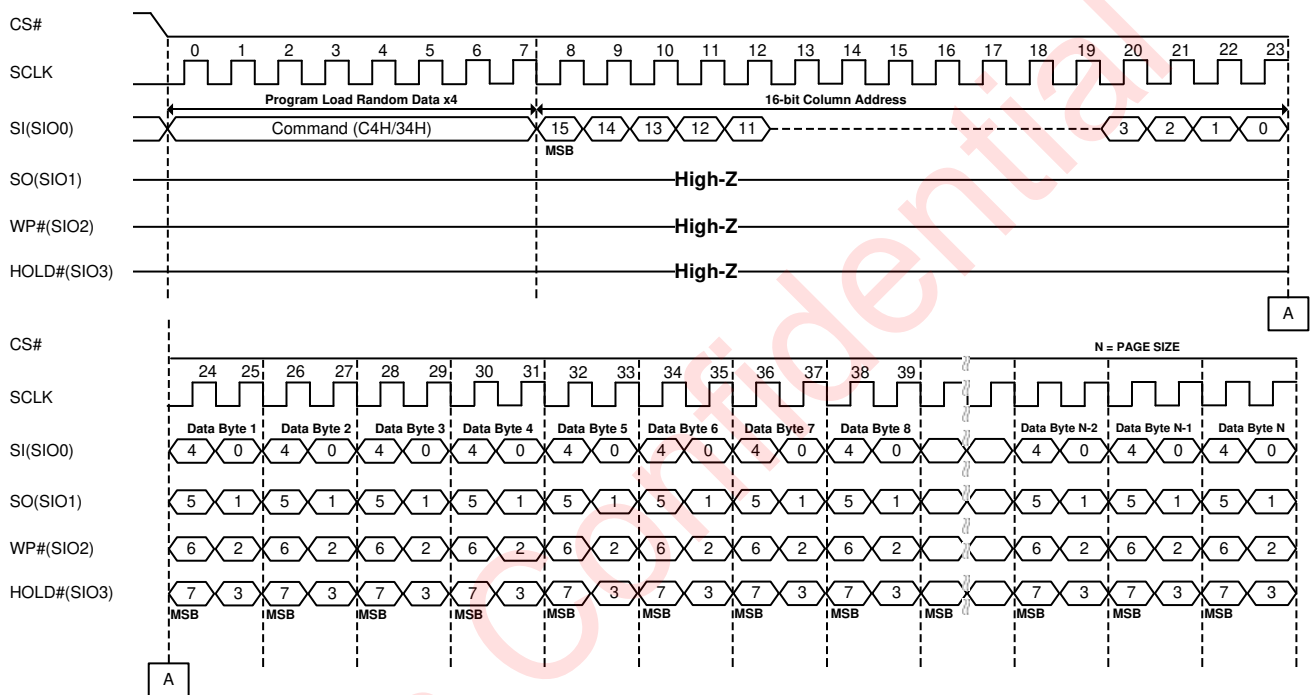 CS#
0 1 2 3 4 5 6 7 8 9 10 11 12 13 14 15 16 17 18 19 20 21 22 23
SCLK
Program Load Random Data x4 16-bit Column Address
SI(SIO0) Command (C4H/34H) 15 14 13 12 11 3 2 1 0
MSB
SO(SIO1) High-Z
WP#(SIO2) High-Z
HOLD#(SIO3) High-Z
A
CS#
N = PAGE SIZE
24 25 26 27 28 29 30 31 32 33 34 35 36 37 38 39
SCLK
Data Byte 1 Data Byte 2 Data Byte 3 Data Byte 4 Data Byte 5 Data Byte 6 Data Byte 7 Data Byte 8 Data Byte N-2 Data Byte N-1 Data Byte N
SI(SIO0) 4 0 4 0 4 0 4 0 4 0 4 0 4 0 4 0 4 0 4 0 4 0
SO(SIO1) 5 1 5 1 5 1 5 1 5 1 5 1 5 1 5 1 5 1 5 1 5 1
WP#(SIO2) 6 2 6 2 6 2 6 2 6 2 6 2 6 2 6 2 6 2 6 2 6 2
HOLD#(SIO3) 7 3 7 3 7 3 7 3 7 3 7 3 7 3 7 3 7 3 7 3 7 3
MSB MSB MSB MSB MSB MSB MSB MSB MSB MSB MSB MSB
A
Confidential